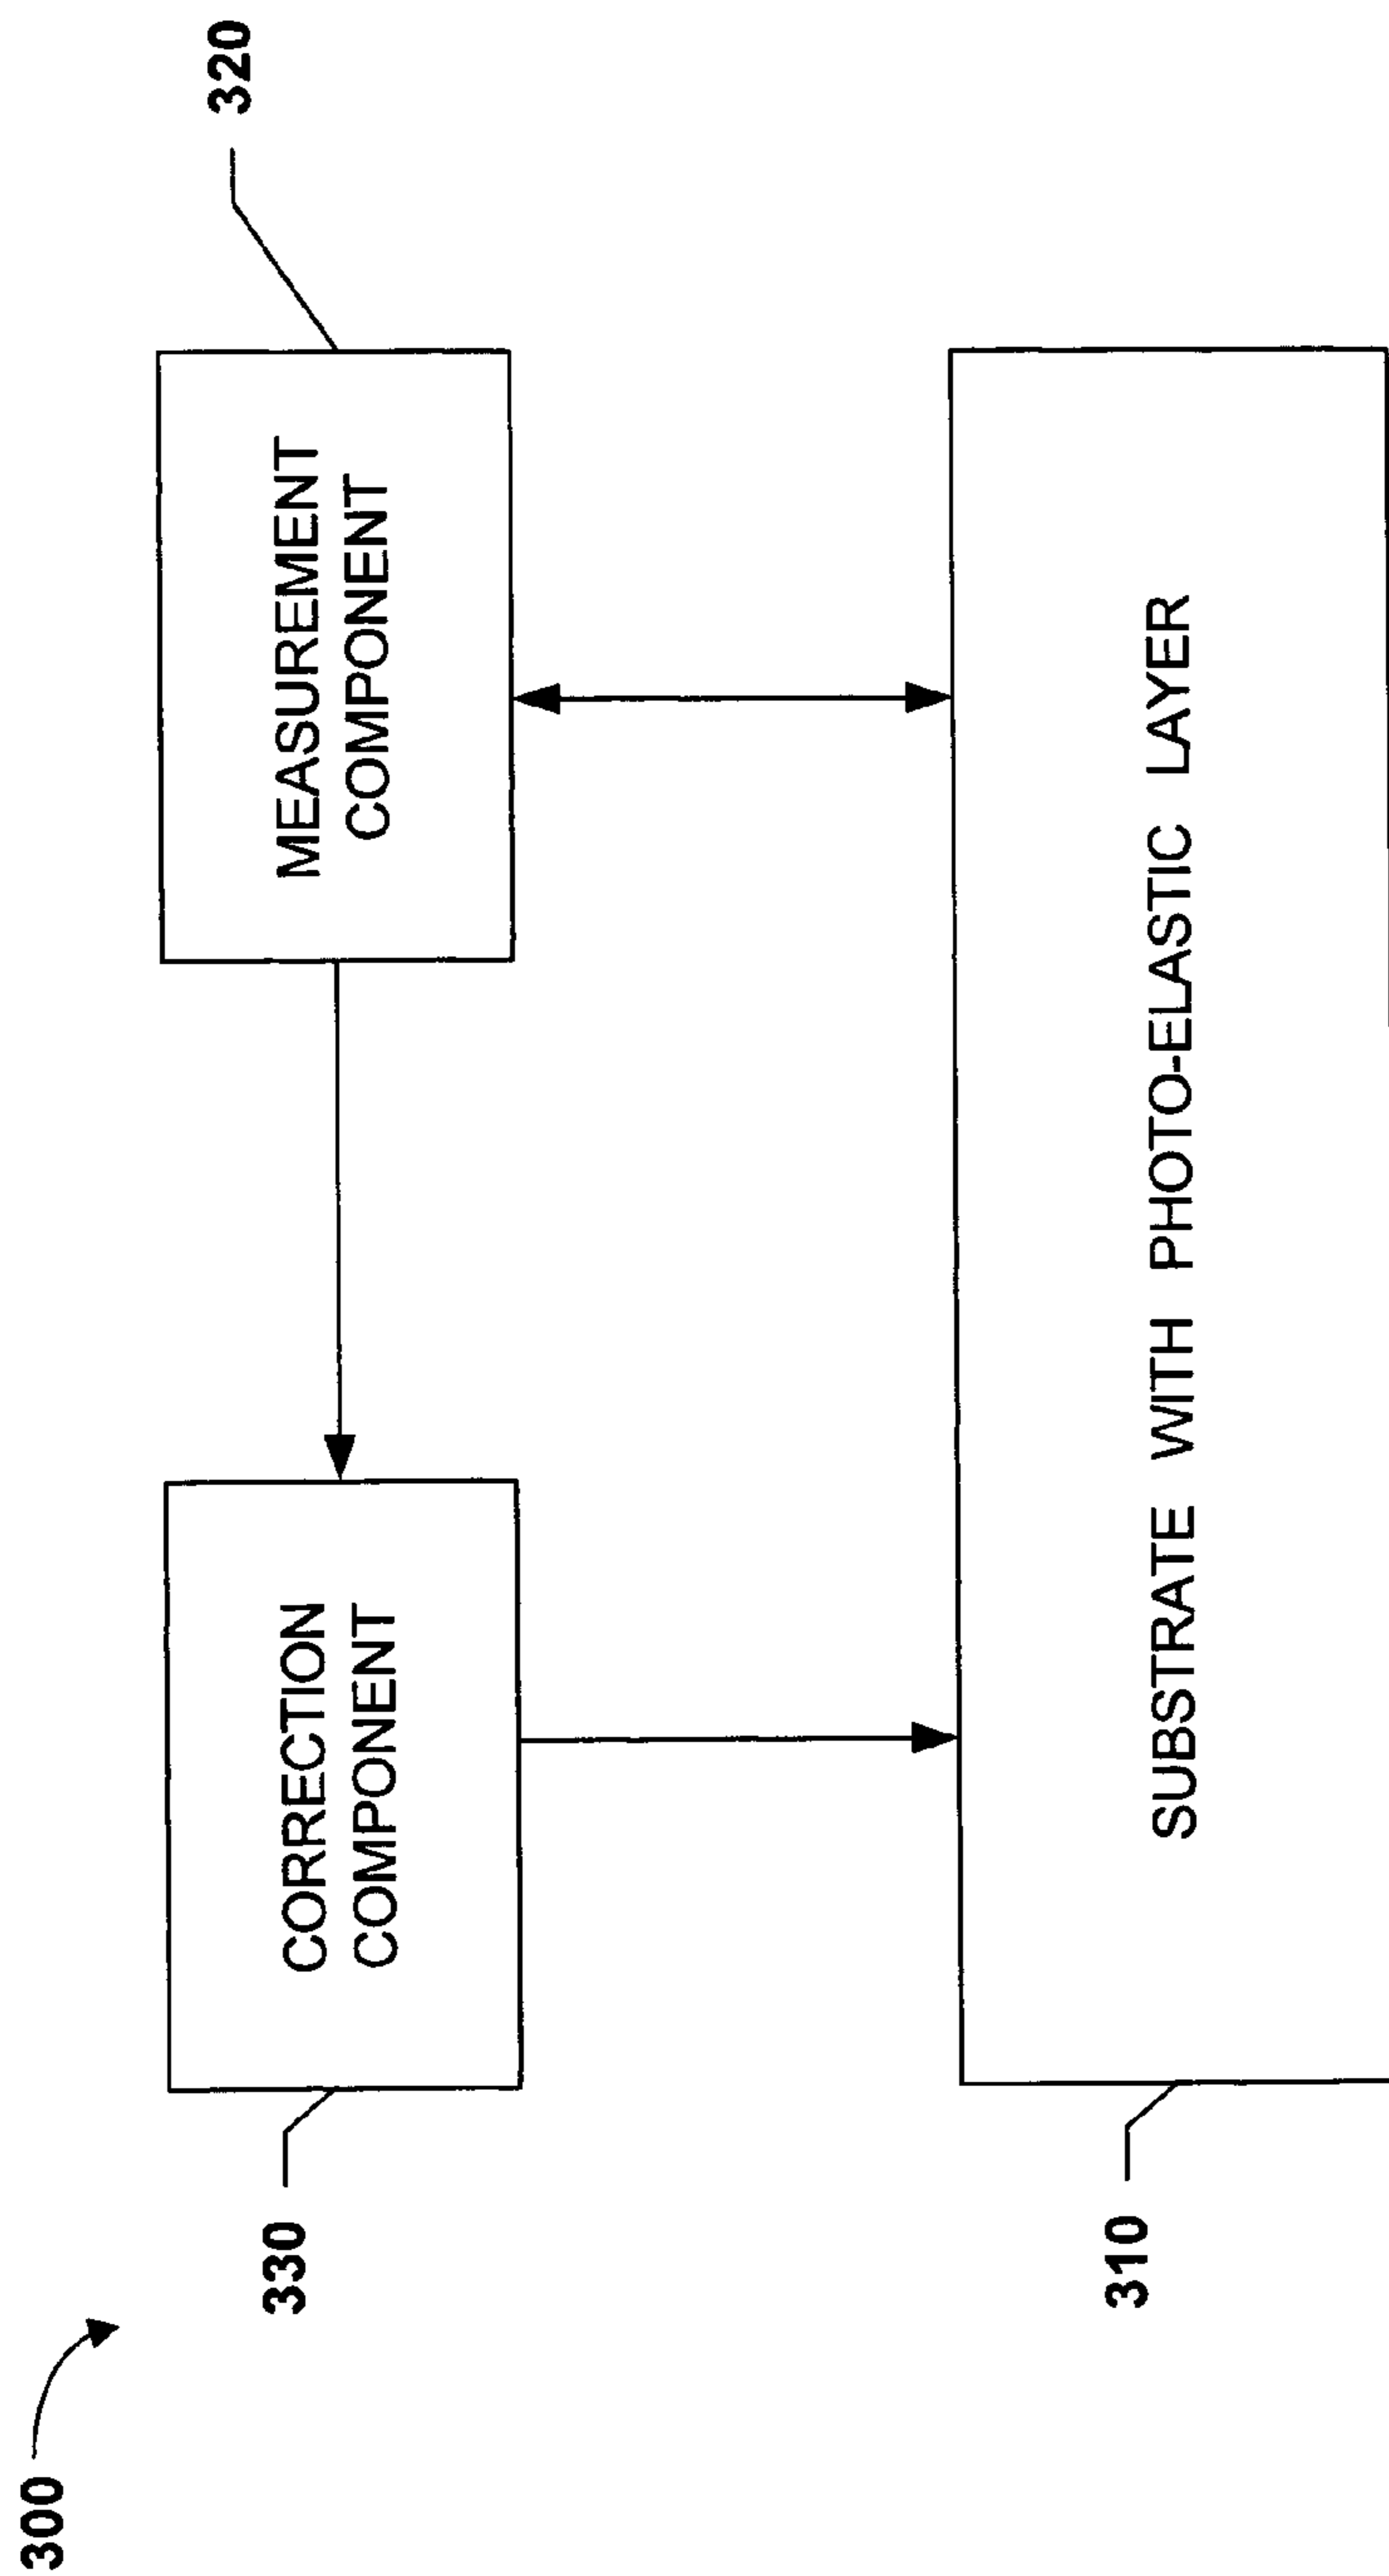 300
330
320
CORRECTION
COMPONENT
MEASUREMENT
COMPONENT
310
SUBSTRATE WITH PHOTO-ELASTIC LAYER